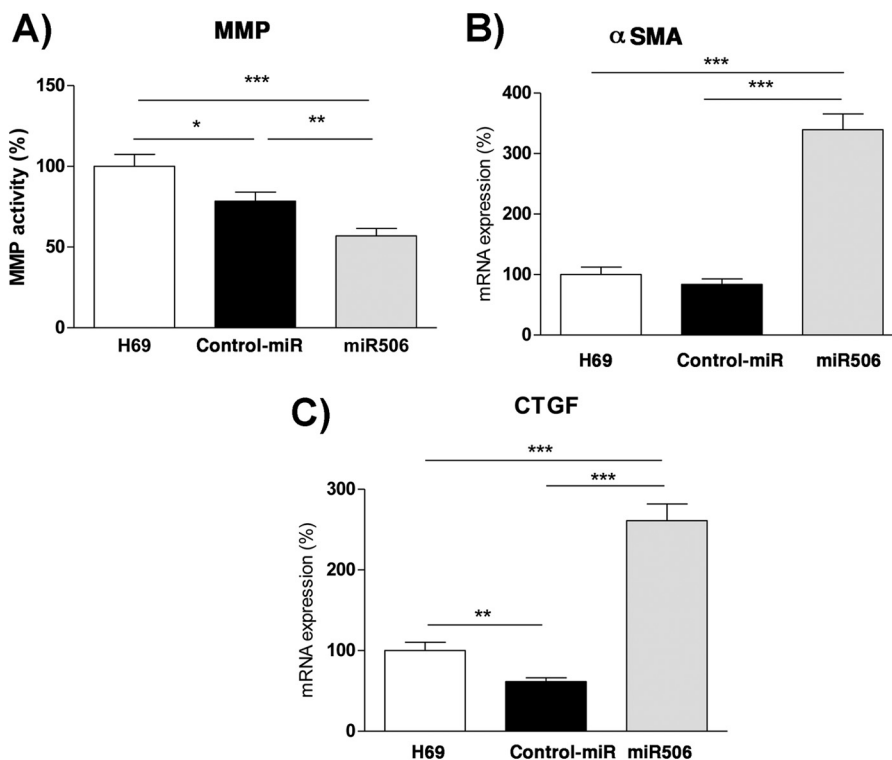 A)
MMP
MMP activity (%)
150
100
50
0
***
*
**
H69
Control-miR
miR506
B)
α SMA
mRNA expression (%)
400
300
200
100
0
***
***
H69
Control-miR
miR506
C)
CTGF
mRNA expression (%)
300
200
100
0
***
***
**
H69
Control-miR
miR506